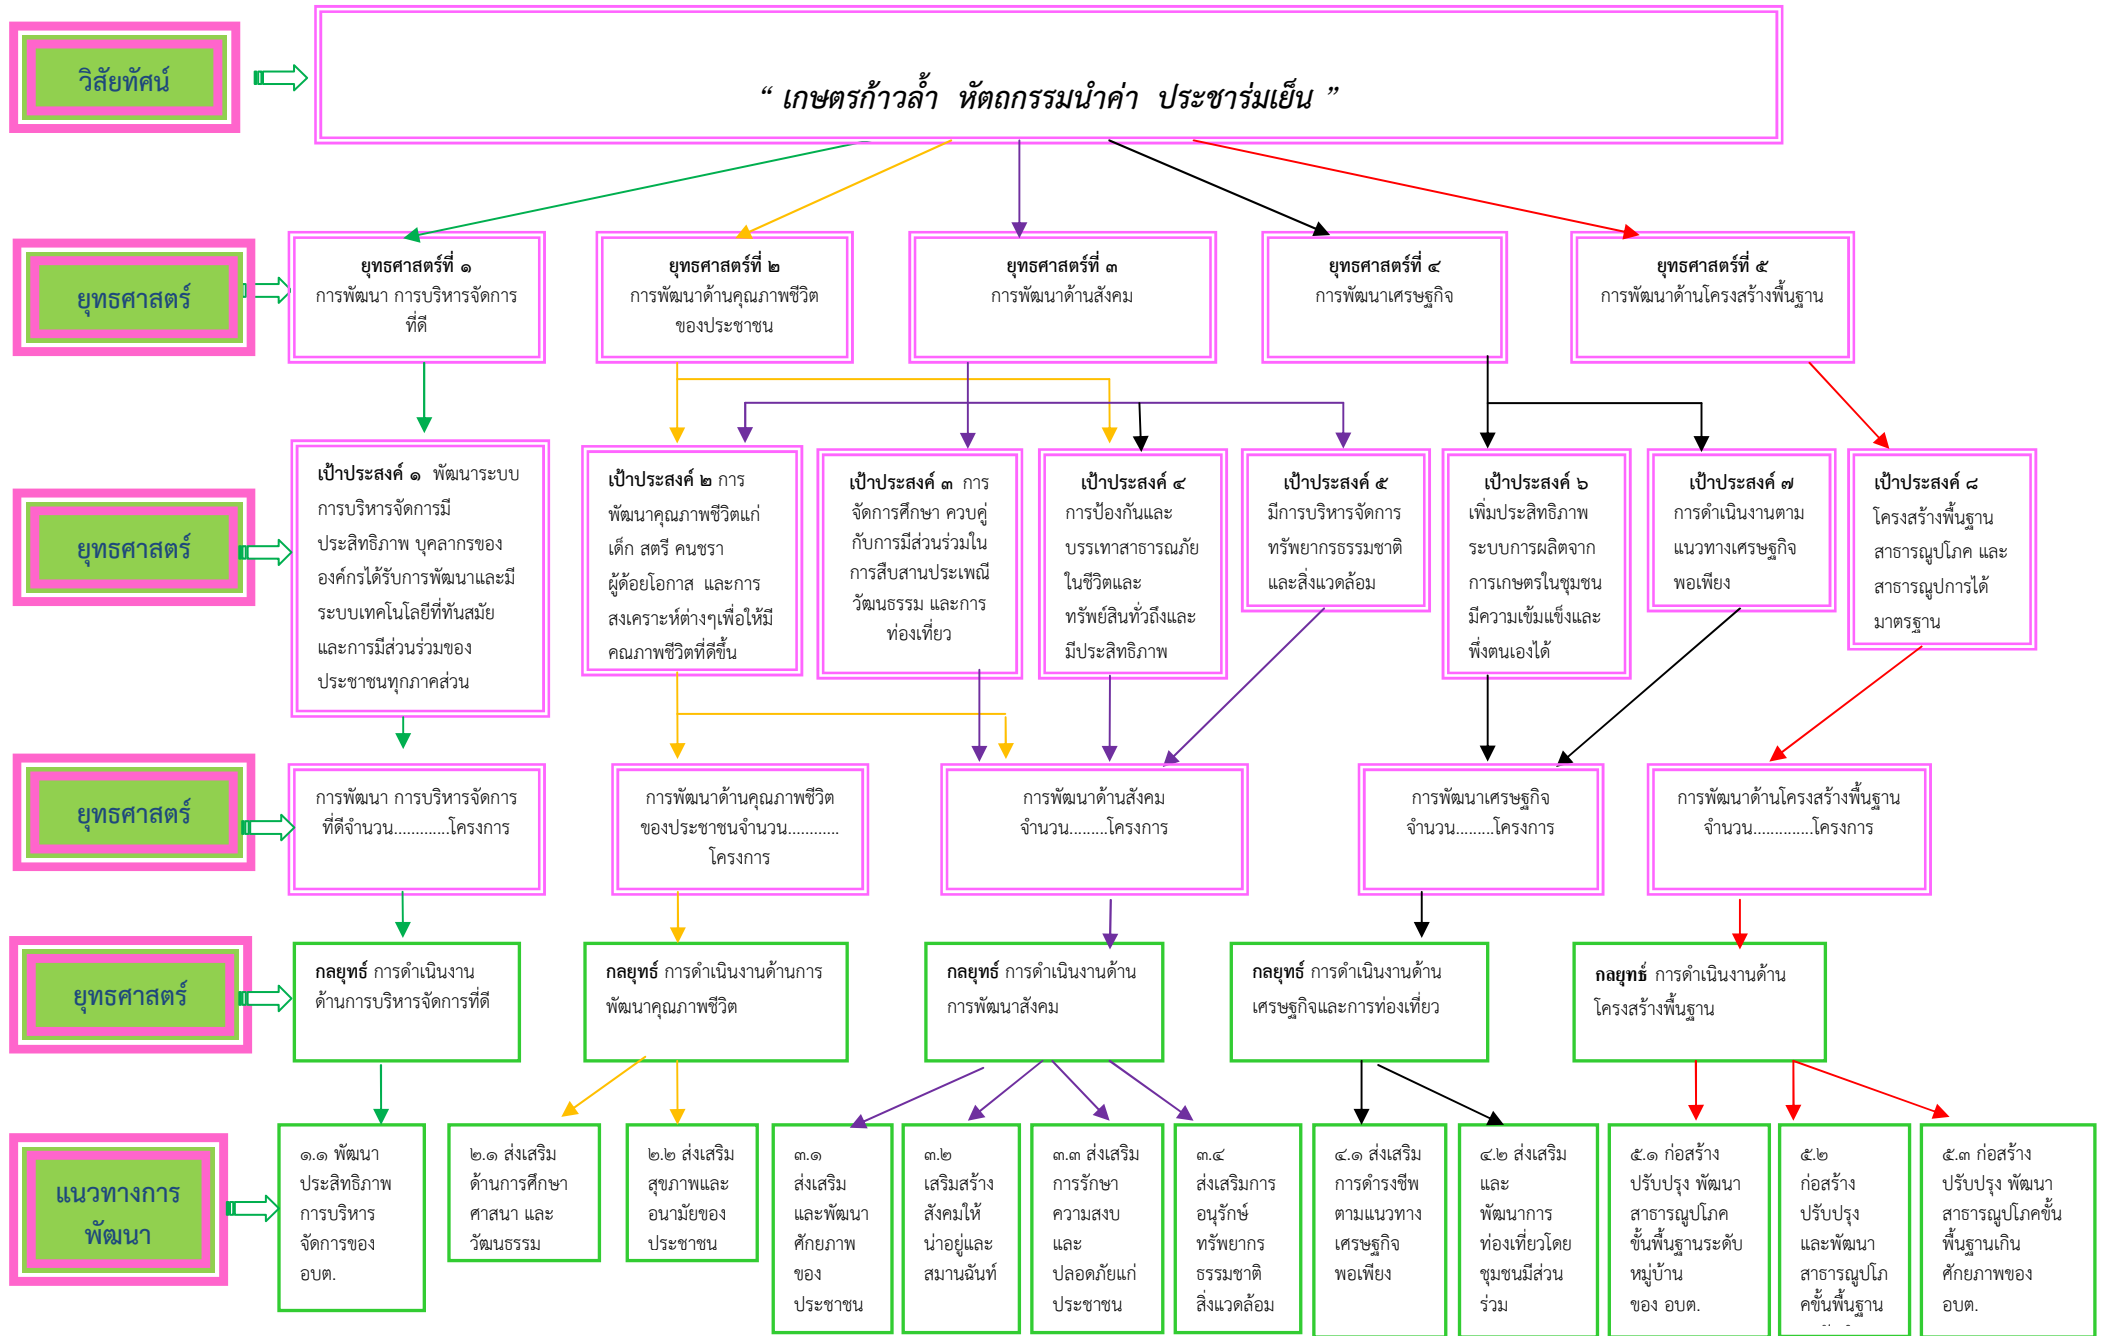 วิสัยทัศน์
“ เกษตรก้าวล้ำ หัตถกรรมนำค่า ประชาร่มเย็น ”
ยุทธศาสตร์
ยุทธศาสตร์ที่ ๑
การพัฒนา การบริหารจัดการ
ที่ดี
ยุทธศาสตร์ที่ ๒
การพัฒนาด้านคุณภาพชีวิต
ของประชาชน
ยุทธศาสตร์ที่ ๓
การพัฒนาด้านสังคม
ยุทธศาสตร์ที่ ๔
การพัฒนาเศรษฐกิจ
ยุทธศาสตร์ที่ ๕
การพัฒนาด้านโครงสร้างพื้นฐาน
ยุทธศาสตร์
เป้าประสงค์ ๑ พัฒนาระบบ
การบริหารจัดการมี
ประสิทธิภาพ บุคลากรของ
องค์กรได้รับการพัฒนาและมี
ระบบเทคโนโลยีที่ทันสมัย
และการมีส่วนร่วมของ
ประชาชนทุกภาคส่วน
เป้าประสงค์ ๒ การ
พัฒนาคุณภาพชีวิตแก่
เด็ก สตรี คนชรา
ผู้ด้อยโอกาส และการ
สงเคราะห์ต่างๆเพื่อให้มี
คุณภาพชีวิตที่ดีขึ้น
เป้าประสงค์ ๓ การ
จัดการศึกษา ควบคู่
กับการมีส่วนร่วมใน
การสืบสานประเพณี
วัฒนธรรม และการ
ท่องเที่ยว
เป้าประสงค์ ๔
การป้องกันและ
บรรเทาสาธารณภัย
ในชีวิตและ
ทรัพย์สินทั่วถึงและ
มีประสิทธิภาพ
เป้าประสงค์ ๕
มีการบริหารจัดการ
ทรัพยากรธรรมชาติ
และสิ่งแวดล้อม
เป้าประสงค์ ๖
เพิ่มประสิทธิภาพ
ระบบการผลิตจาก
การเกษตรในชุมชน
มีความเข้มแข็งและ
พึ่งตนเองได้
เป้าประสงค์ ๗
การดำเนินงานตาม
แนวทางเศรษฐกิจ
พอเพียง
เป้าประสงค์ ๘
โครงสร้างพื้นฐาน
สาธารณูปโภค และ
สาธารณูปการได้
มาตรฐาน
ยุทธศาสตร์
การพัฒนา การบริหารจัดการ
ที่ดีจำนวน.............โครงการ
การพัฒนาด้านคุณภาพชีวิต
ของประชาชนจำนวน............
โครงการ
การพัฒนาด้านสังคม
จำนวน.........โครงการ
การพัฒนาเศรษฐกิจ
จำนวน.........โครงการ
การพัฒนาด้านโครงสร้างพื้นฐาน
จำนวน..............โครงการ
ยุทธศาสตร์
กลยุทธ์ การดำเนินงาน
ด้านการบริหารจัดการที่ดี
กลยุทธ์ การดำเนินงานด้านการ
พัฒนาคุณภาพชีวิต
กลยุทธ์ การดำเนินงานด้าน
การพัฒนาสังคม
กลยุทธ์ การดำเนินงานด้าน
เศรษฐกิจและการท่องเที่ยว
กลยุทธ์ การดำเนินงานด้าน
โครงสร้างพื้นฐาน
แนวทางการ
พัฒนา
๑.๑ พัฒนา
ประสิทธิภาพ
การบริหาร
จัดการของ
อบต.
๒.๑ ส่งเสริม
ด้านการศึกษา
ศาสนา และ
วัฒนธรรม
๒.๒ ส่งเสริม
สุขภาพและ
อนามัยของ
ประชาชน
๓.๑
ส่งเสริม
และพัฒนา
ศักยภาพ
ของ
ประชาชน
๓.๒
เสริมสร้าง
สังคมให้
น่าอยู่และ
สมานฉันท์
๓.๓ ส่งเสริม
การรักษา
ความสงบ
และ
ปลอดภัยแก่
ประชาชน
๓.๔
ส่งเสริมการ
อนุรักษ์
ทรัพยากร
ธรรมชาติ
สิ่งแวดล้อม
๔.๑ ส่งเสริม
การดำรงชีพ
ตามแนวทาง
เศรษฐกิจ
พอเพียง
๔.๒ ส่งเสริม
และ
พัฒนาการ
ท่องเที่ยวโดย
ชุมชนมีส่วน
ร่วม
๕.๑ ก่อสร้าง
ปรับปรุง พัฒนา
สาธารณูปโภค
ขั้นพื้นฐานระดับ
หมู่บ้าน
ของ อบต.
๕.๒
ก่อสร้าง
ปรับปรุง
และพัฒนา
สาธารณูปโภ
คขั้นพื้นฐาน
๕.๓ ก่อสร้าง
ปรับปรุง พัฒนา
สาธารณูปโภคขั้น
พื้นฐานเกิน
ศักยภาพของ
อบต.